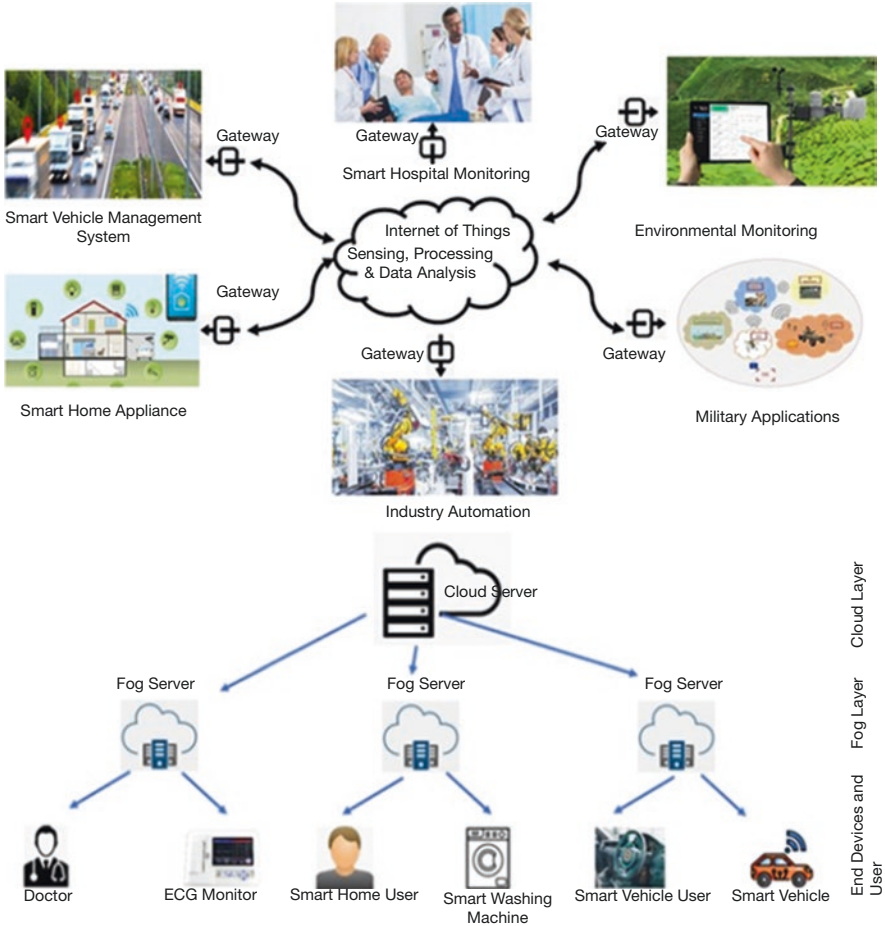 Gateway
Smart Vehicle Management
System
Gateway
Smart Hospital Monitoring
Gateway
Environmental Monitoring
Internet of Things
Sensing, Processing
& Data Analysis
Gateway
Smart Home Appliance
Gateway
Military Applications
Gateway
Industry Automation
Cloud Server
Cloud Layer
Fog Server
Fog Server
Fog Server
Fog Layer
Doctor
ECG Monitor
Smart Home User
Smart Washing
Machine
Smart Vehicle User
Smart Vehicle
End Devices and
User